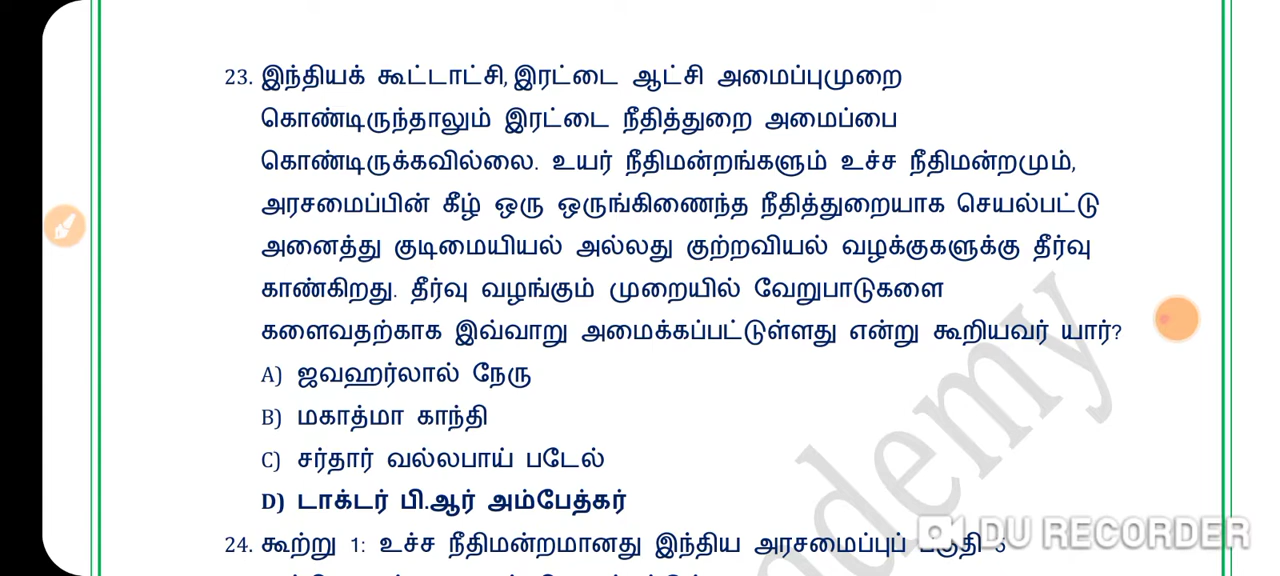 23. இந்தியக் கூட்டாட்சி, இரட்டை ஆட்சி அமைப்புமுறை
கொண்டிருந்தாலும் இரட்டை நீதித்துறை அமைப்பை
கொண்டிருக்கவில்லை. உயர் நீதிமன்றங்களும் உச்ச நீதிமன்றமும்,
அரசமைப்பின் கீழ் ஒரு ஒருங்கிணைந்த நீதித்துறையாக செயல்பட்டு
அனைத்து குடிமையியல் அல்லது குற்றவியல் வழக்குகளுக்கு தீர்வு
காண்கிறது. தீர்வு வழங்கும் முறையில் வேறுபாடுகளை
களைவதற்காக இவ்வாறு அமைக்கப்பட்டுள்ளது என்று கூறியவர் யார்?
A) ஜவஹர்லால் நேரு
B) மகாத்மா காந்தி
C) சர்தார் வல்லபாய் படேல்
D) டாக்டர் பி.ஆர் அம்பேத்கர்
24. கூற்று 1: உச்ச நீதிமன்றமானது இந்திய அரசமைப்புப்
DU RECORDER